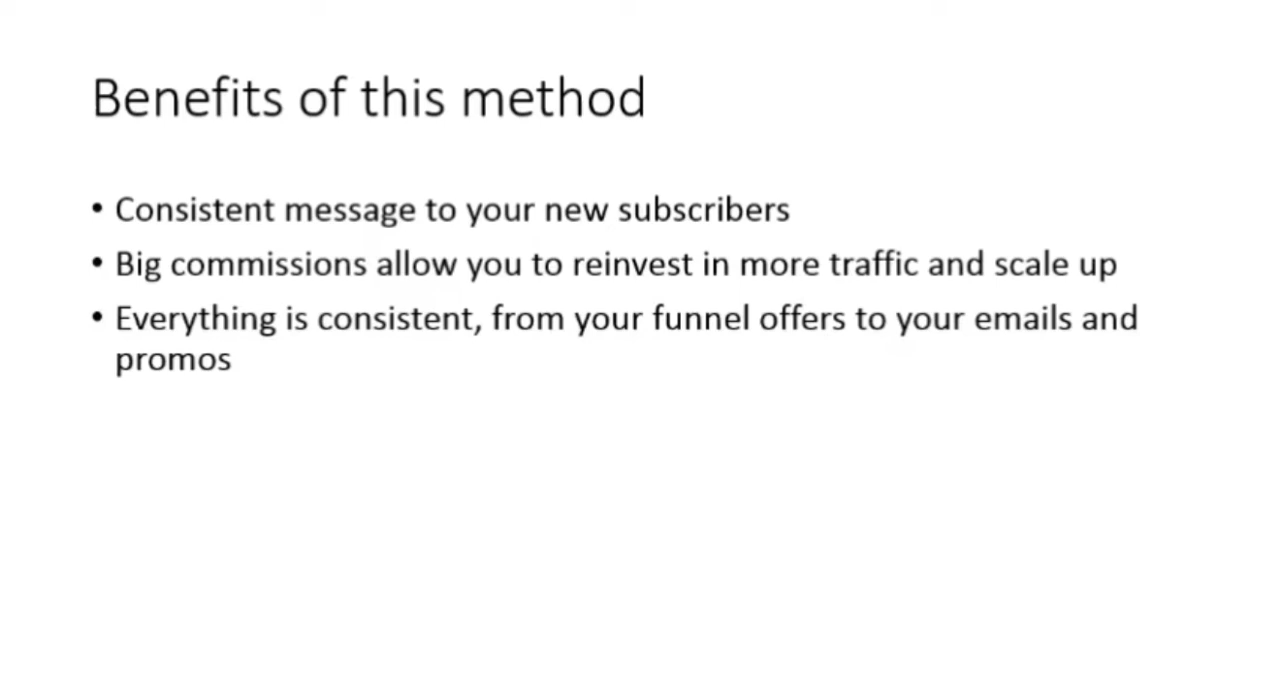 Benefits of this method
• Consistent message to your new subscribers
• Big commissions allow you to reinvest in more traffic and scale up
• Everything is consistent, from your funnel offers to your emails and
promos